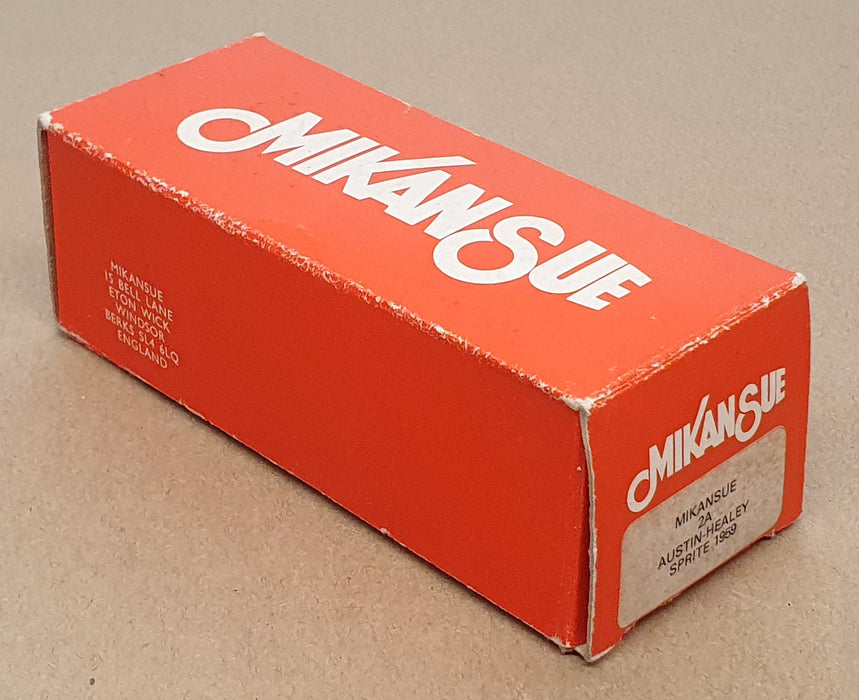 MIKANSUE
MIKANSUE
15 BELL LANE
ETON WICK
WINDSOR
BERKS SL4 6LQ
ENGLAND
MIKANSUE
MIKANSUE
2A
AUSTIN-HEALEY
SPRITE 1959